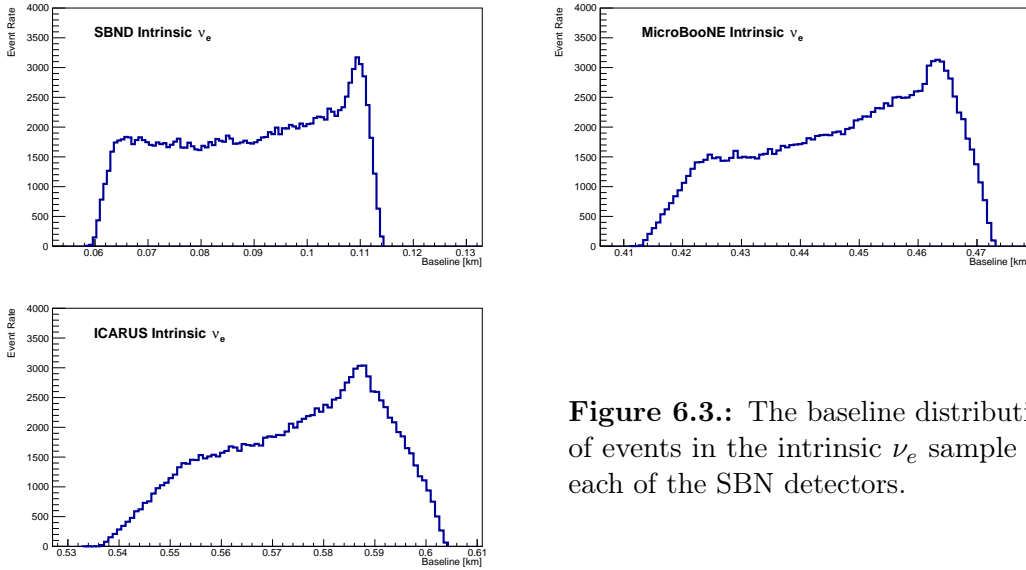 Event Rate
4000
3500
3000
2500
2000
1500
1000
500
0
SBND Intrinsic νe
0.06 0.07 0.08 0.09 0.1 0.11 0.12 0.13
Baseline [km]
Event Rate
4000
3500
3000
2500
2000
1500
1000
500
0
MicroBooNE Intrinsic νe
0.41 0.42 0.43 0.44 0.45 0.46 0.47
Baseline [km]
Event Rate
4000
3500
3000
2500
2000
1500
1000
500
0
ICARUS Intrinsic νe
0.53 0.54 0.55 0.56 0.57 0.58 0.59 0.6 0.61
Baseline [km]
Figure 6.3.: The baseline distributi
of events in the intrinsic νe sample
each of the SBN detectors.